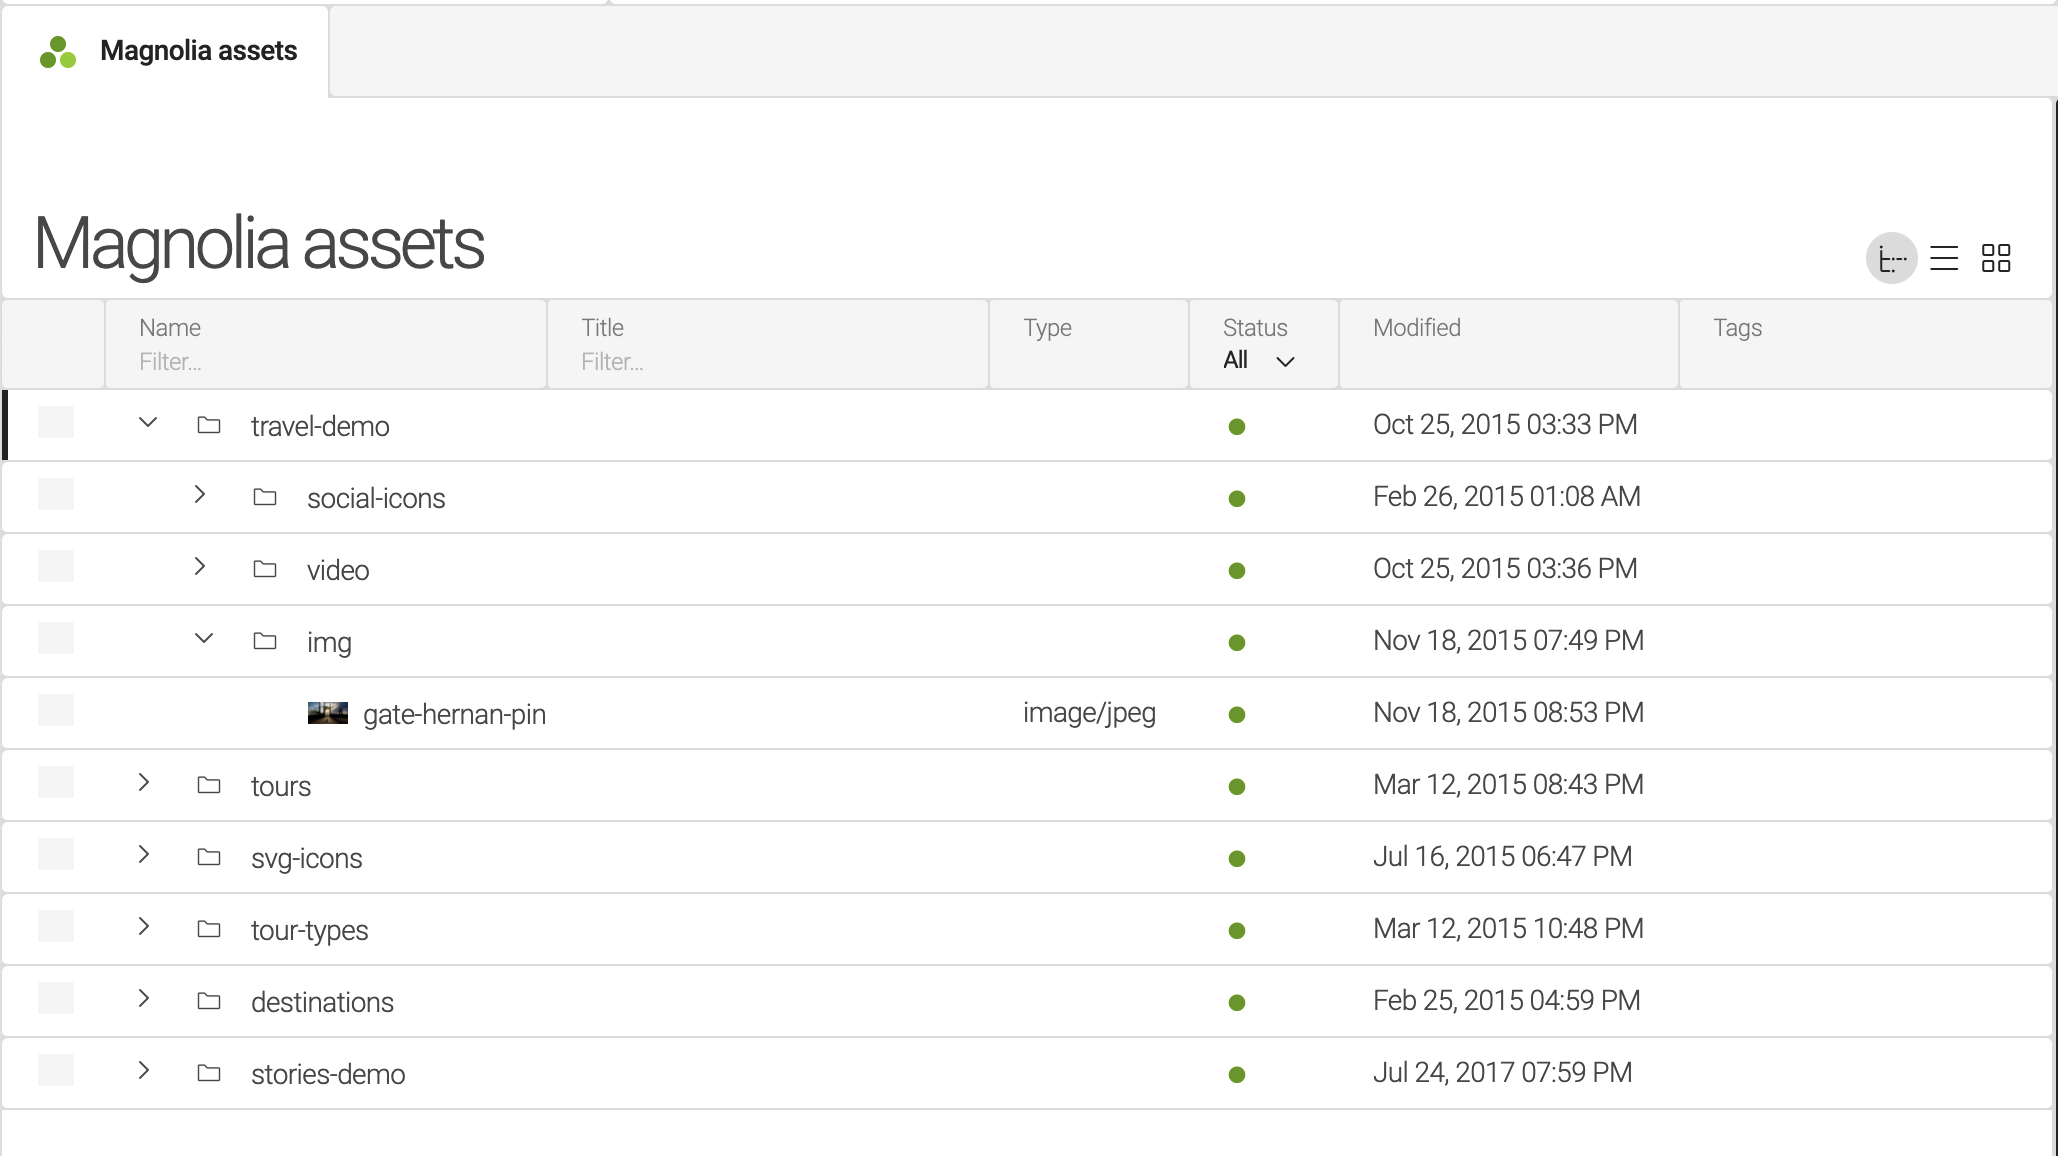 Magnolia assets
Magnolia assets
Name Title Type Status Modified Tags
Filter... Filter... All
travel-demo Oct 25, 2015 03:33 PM
social-icons Feb 26, 2015 01:08 AM
video Oct 25, 2015 03:36 PM
img Nov 18, 2015 07:49 PM
gate-hernan-pin image/jpeg Nov 18, 2015 08:53 PM
tours Mar 12, 2015 08:43 PM
svg-icons Jul 16, 2015 06:47 PM
tour-types Mar 12, 2015 10:48 PM
destinations Feb 25, 2015 04:59 PM
stories-demo Jul 24, 2017 07:59 PM